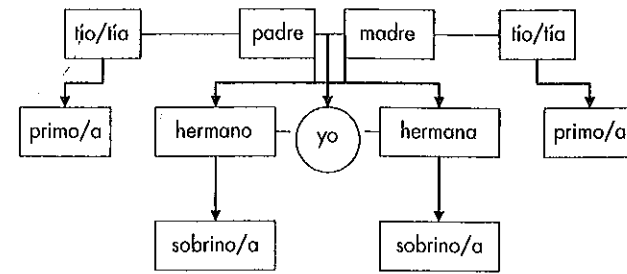 tío/tía
padre
madre
tío/tía
primo/a
hermano
yo
hermana
primo/a
sobrino/a
sobrino/a